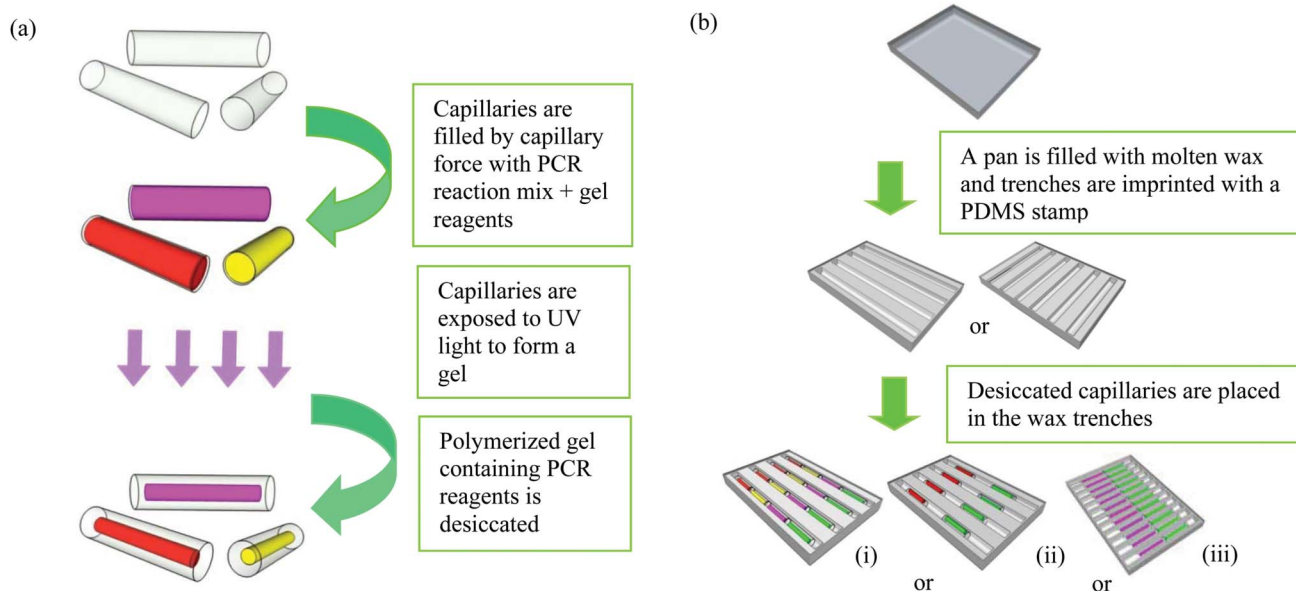 (a)
Capillaries are
filled by capillary
force with PCR
reaction mix + gel
reagents
Capillaries are
exposed to UV
light to form a
gel
Polymerized gel
containing PCR
reagents is
desiccated
(b)
A pan is filled with molten wax
and trenches are imprinted with a
PDMS stamp
or
Desiccated capillaries are placed
in the wax trenches
(i)
or
(ii)
or
(iii)